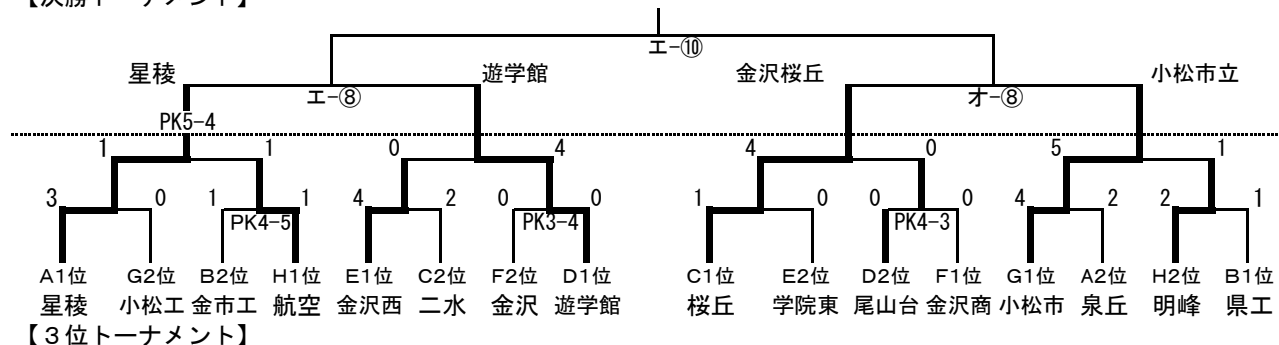 【決勝トーナメント】
エ-⑩
星稜 遊学館 金沢桜丘 小松市立
エ-⑧ オ-⑧
PK5-4
1 1 0 4 4 0 5 1
3 0 1 1 4 2 0 0 1 0 0 0 4 2 2 1
PK4-5 PK3-4 PK4-3
A1位 G2位 B2位 H1位 E1位 C2位 F2位 D1位 C1位 E2位 D2位 F1位 G1位 A2位 H2位 B1位
星稜 小松工 金市工 航空 金沢西 二水 金沢 遊学館 桜丘 学院東 尾山台 金沢商 小松市 泉丘 明峰 県工
【３位トーナメント】